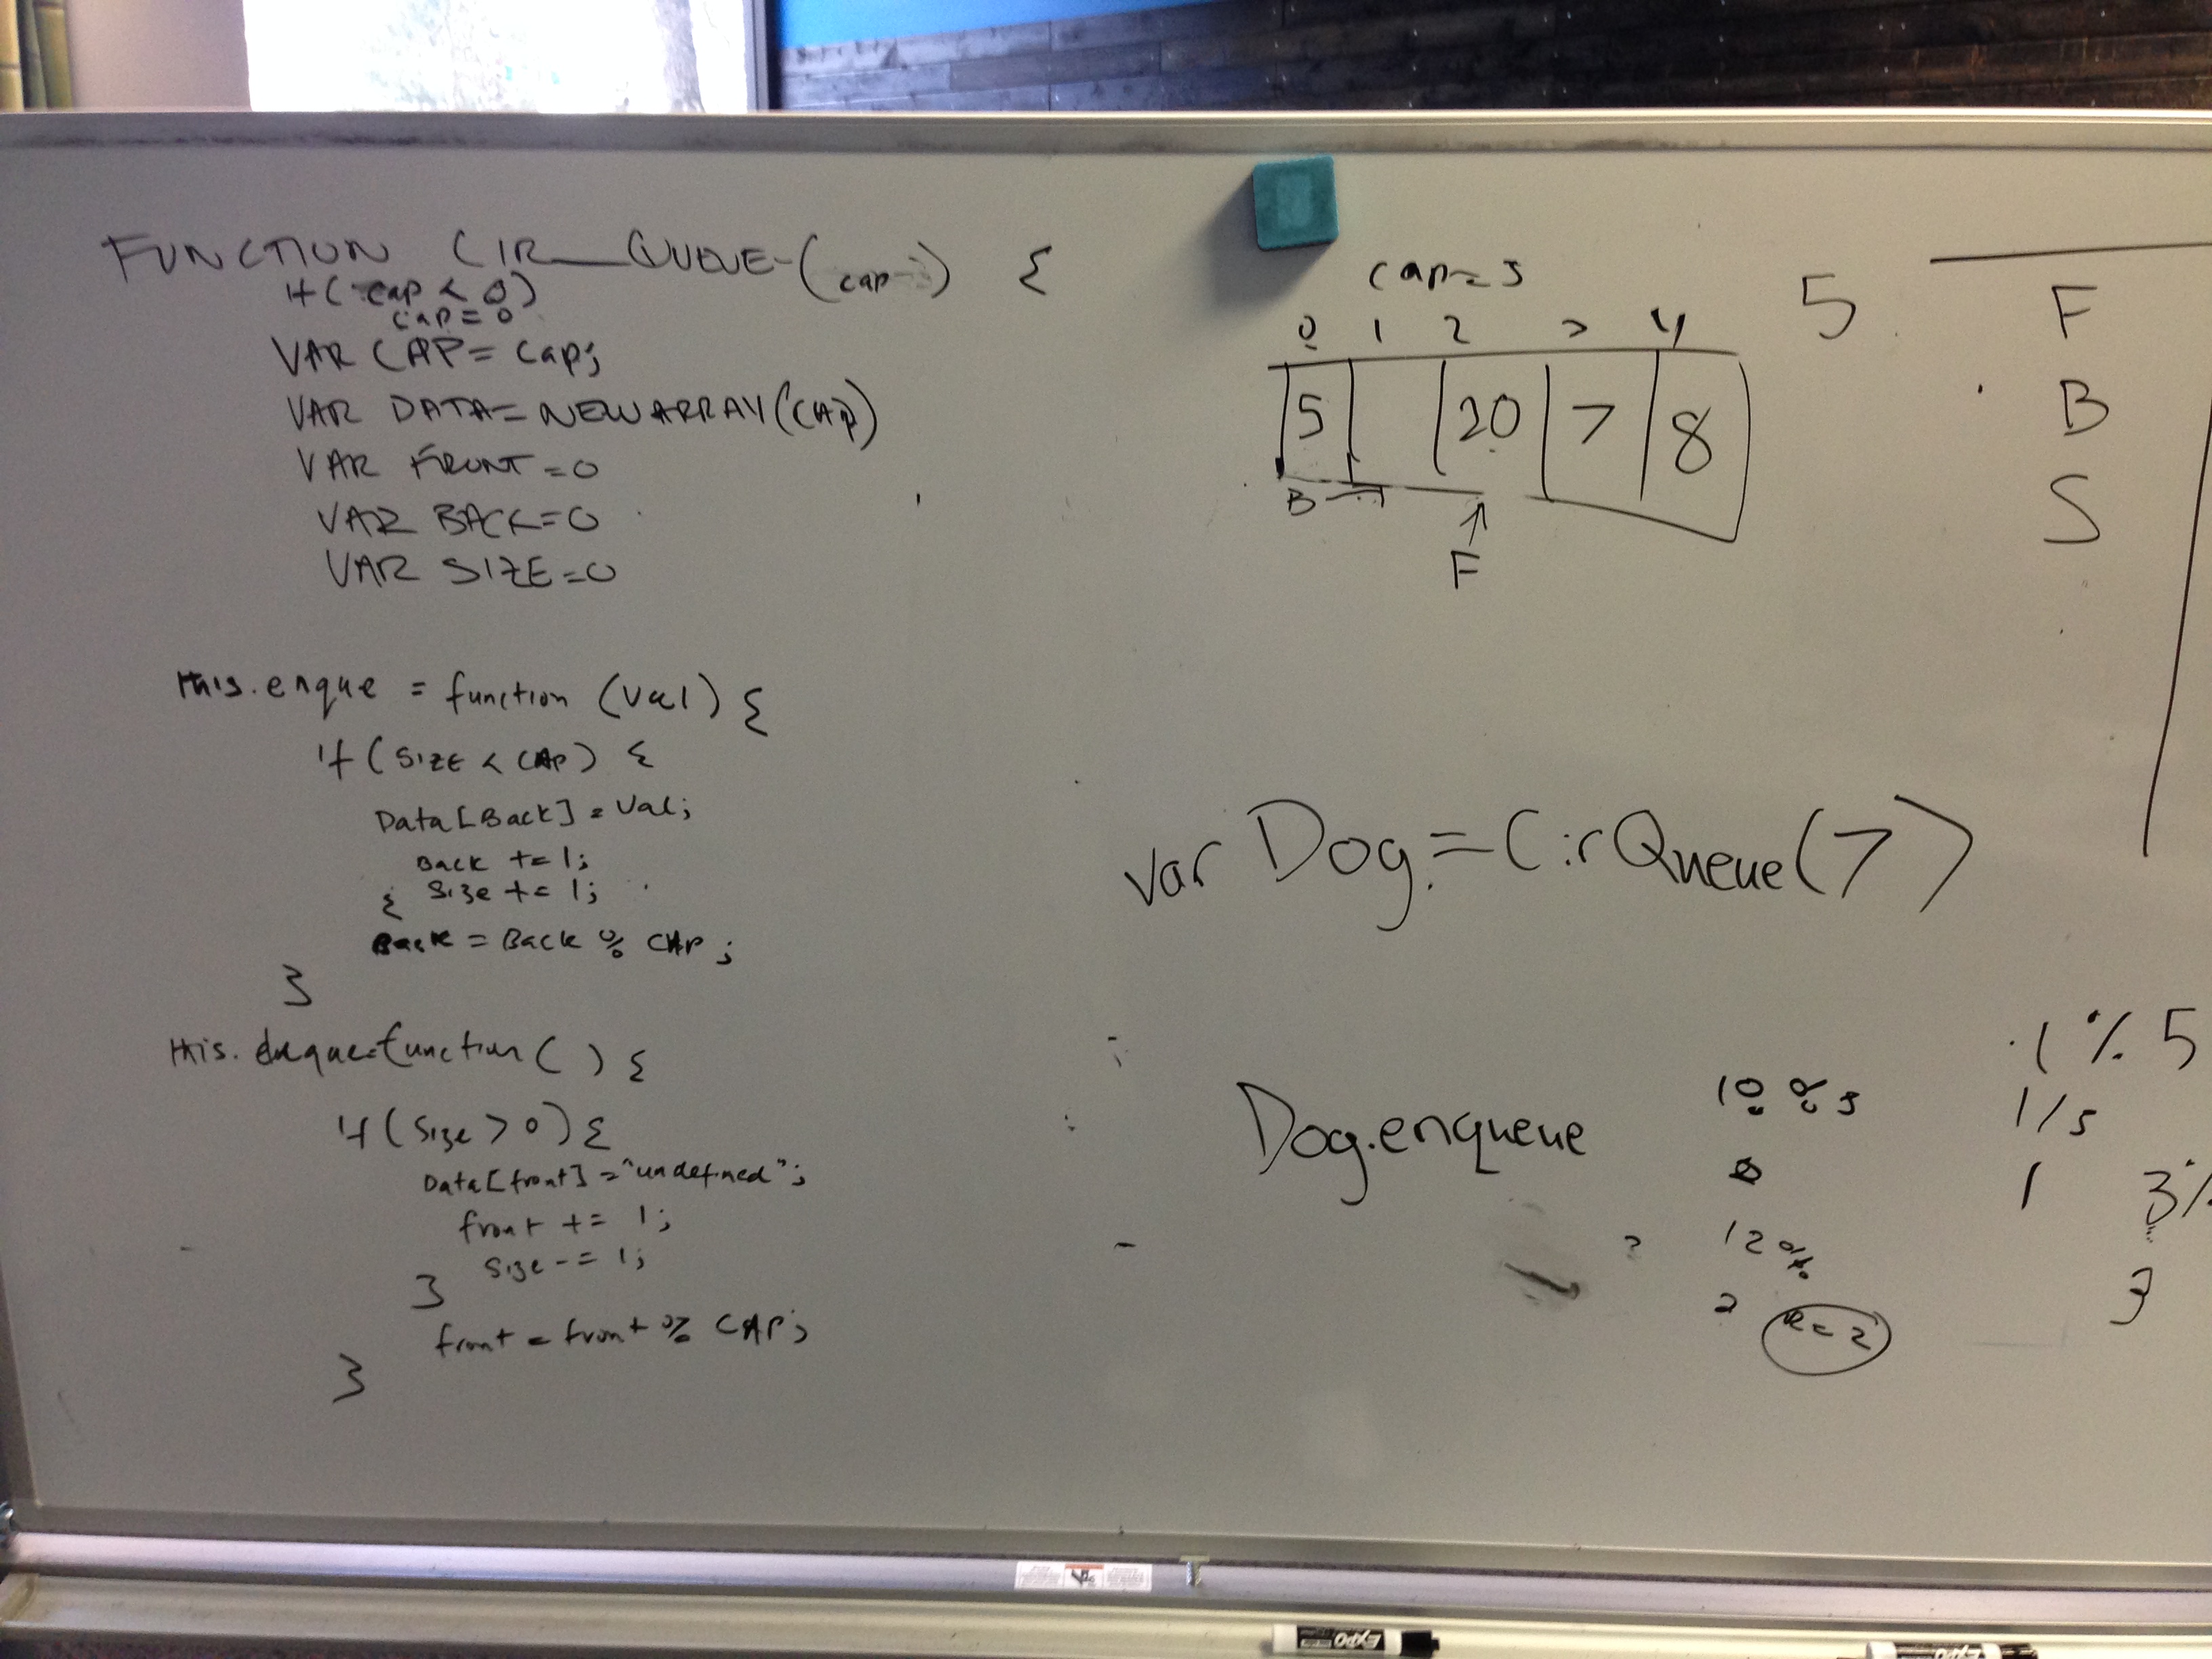 FUNCTION CIR_QUEUE(cap) {
if( cap < 0)
cap = 0
VAR CAP = cap;
VAR DATA = NEW ARRAY(CAP)
VAR FRONT = 0
VAR BACK = 0
VAR SIZE = 0
this.enque = function (val) {
if (SIZE < CAP) {
Data[Back] = Val;
Back += 1;
{ Size += 1;
Back = Back % CAP ;
}
this. deque = function ( ) {
if (Size > 0) {
Data[front] = "undefined";
front += 1;
Size -= 1;
}
front = front % CAP;
}
cap = 5
0 1 2 3 4
5 20 7 8
B
F
5
F
B
S
var Dog = CirQueue(7)
Dog.enqueue
10 % 5
0
12 %
2 R = 2
1 % 5
1/5
1
3%
3
EXPO
EXPO